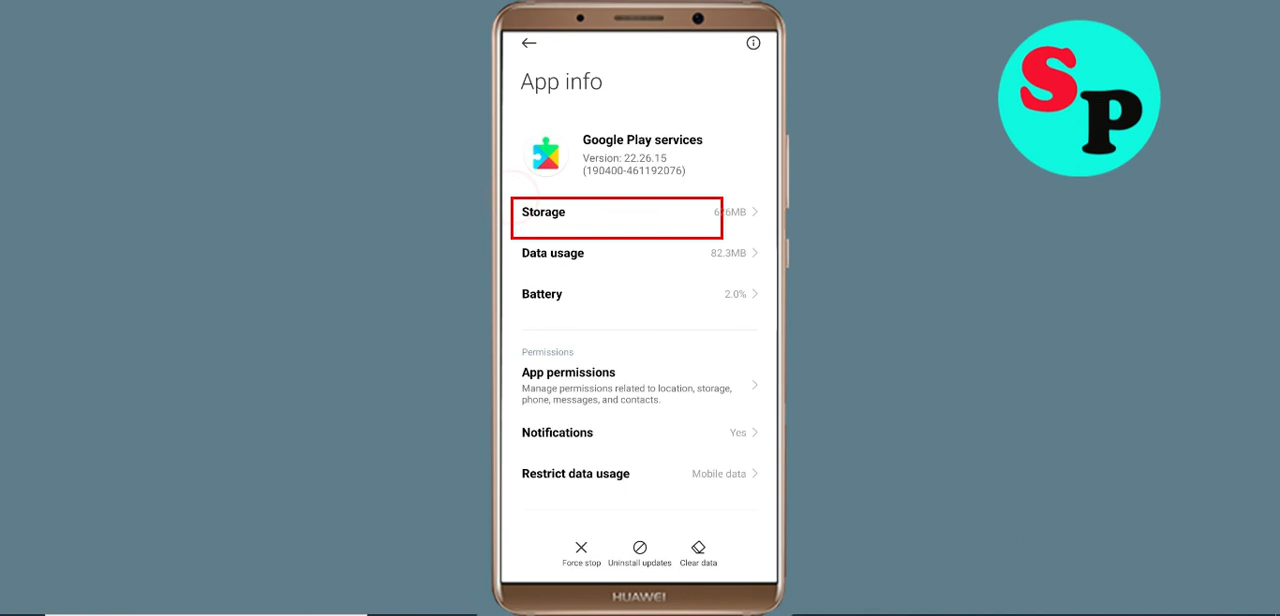 App info
Google Play services
Version: 22.26.15
(190400-461192076)
Storage 6 6MB
Data usage 82.3MB
Battery 2.0%
Permissions
App permissions
Manage permissions related to location, storage,
phone, messages, and contacts.
Notifications Yes
Restrict data usage Mobile data
Force stop Uninstall updates Clear data
HUAWEI
SP